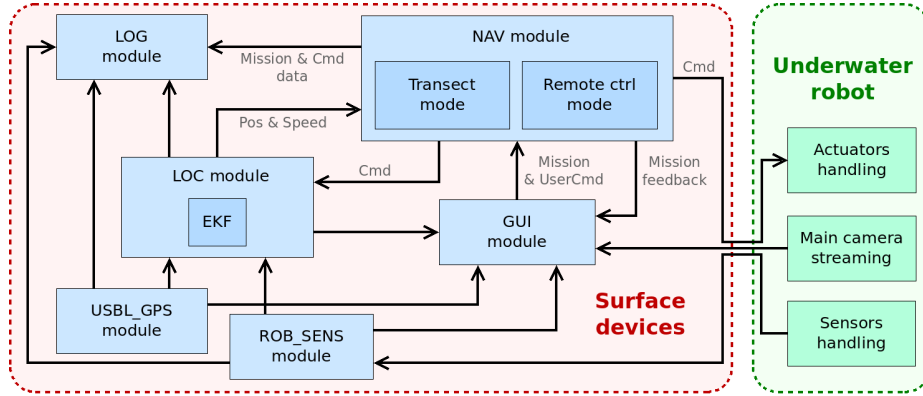 LOG
module
NAV module
Transect
mode
Remote ctrl
mode
Mission & Cmd
data
Cmd
Pos & Speed
LOC module
EKF
Cmd
Mission
& UserCmd
Mission
feedback
GUI
module
USBL_GPS
module
ROB_SENS
module
Surface
devices
Underwater
robot
Actuators
handling
Main camera
streaming
Sensors
handling